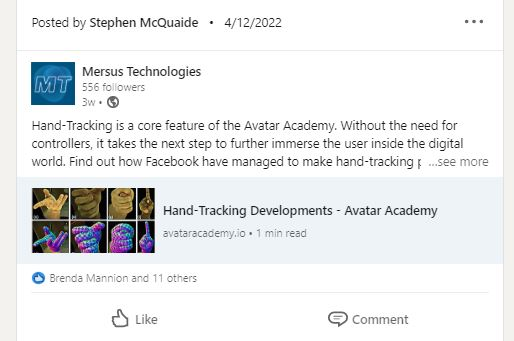 Posted by Stephen McQuaide • 4/12/2022
MT
Mersus Technologies
556 followers
3w •
Hand-Tracking is a core feature of the Avatar Academy. Without the need for
controllers, it takes the next step to further immerse the user inside the digital
world. Find out how Facebook have managed to make hand-tracking ...see more
Hand-Tracking Developments - Avatar Academy
avataracademy.io • 1 min read
Brenda Mannion and 11 others
Like
Comment